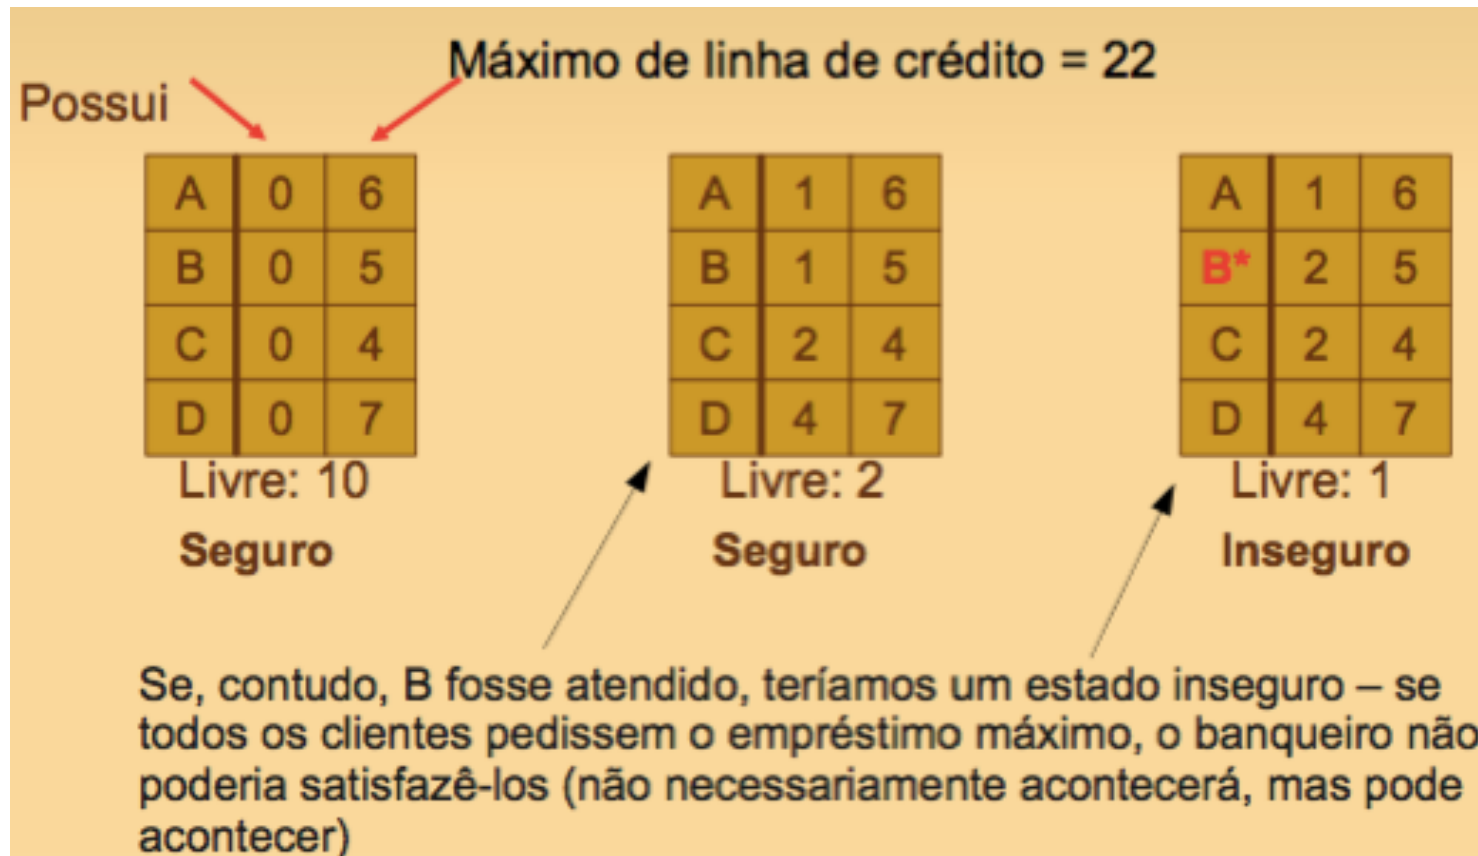 Máximo de linha de crédito = 22
Possui
A 0 6
B 0 5
C 0 4
D 0 7
Livre: 10
Seguro
A 1 6
B 1 5
C 2 4
D 4 7
Livre: 2
Seguro
A 1 6
B* 2 5
C 2 4
D 4 7
Livre: 1
Inseguro
Se, contudo, B fosse atendido, teríamos um estado inseguro – se
todos os clientes pedissem o empréstimo máximo, o banqueiro não
poderia satisfazê-los (não necessariamente acontecerá, mas pode
acontecer)